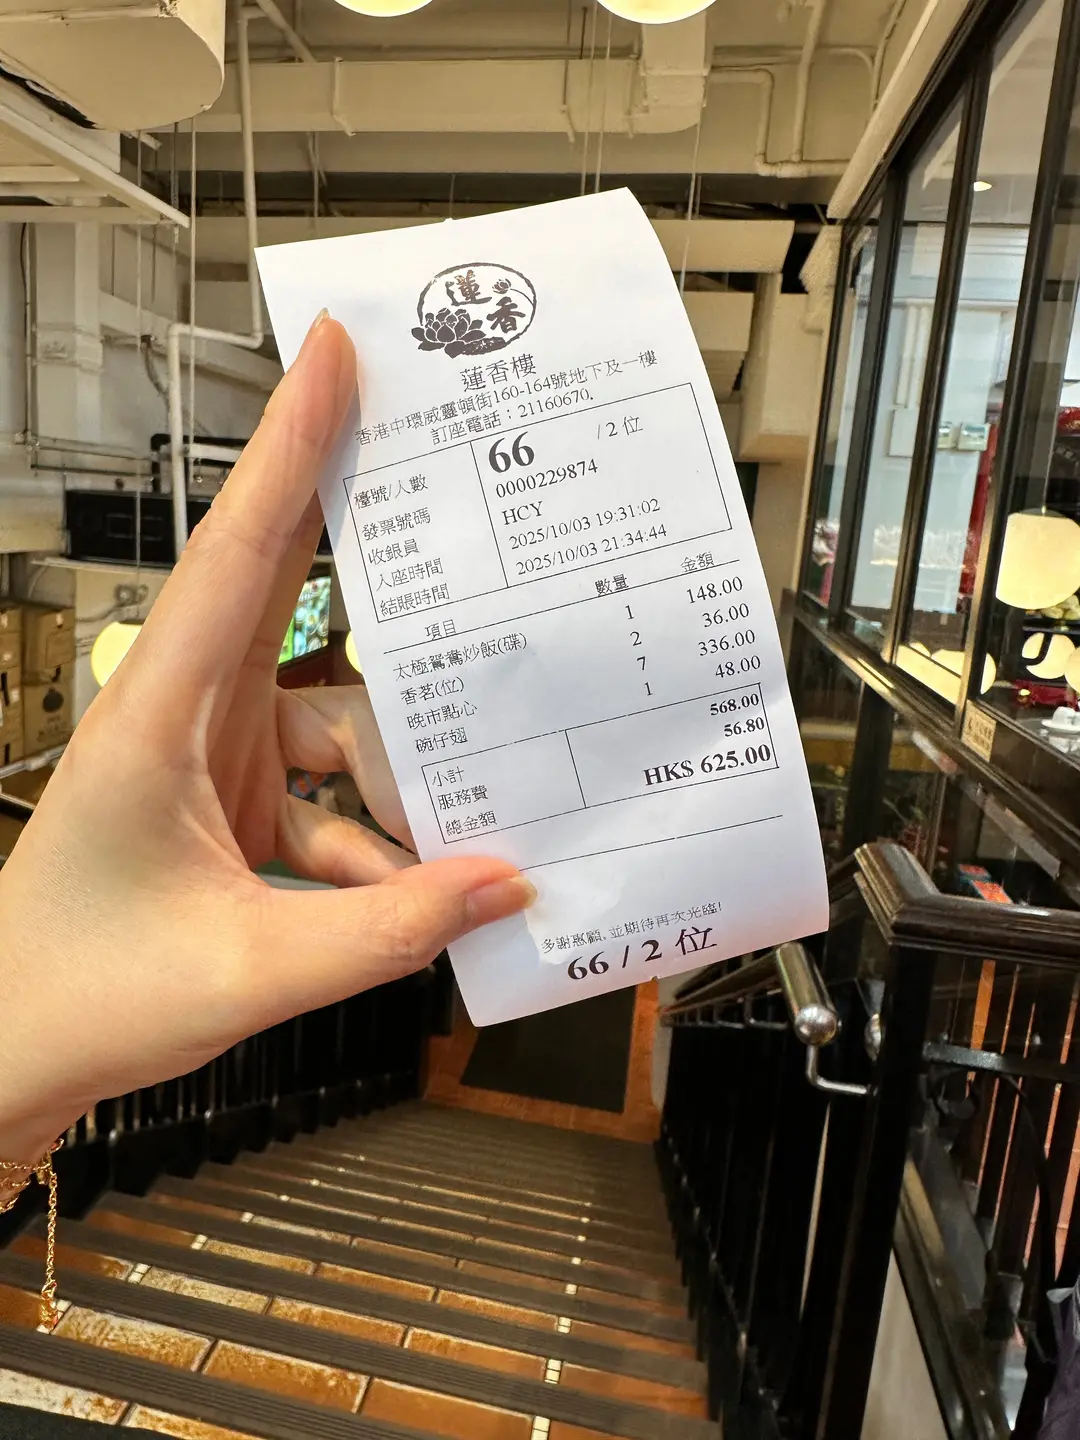 蓮香
蓮香樓
香港中環威靈頓街160-164號地下及一樓
訂座電話：21160670.
檯號/人數 66 / 2 位
發票號碼 0000229874
收銀員 HCY
入座時間 2025/10/03 19:31:02
結賬時間 2025/10/03 21:34:44
項目 數量 金額
太極鴛鴦炒飯(碟) 1 148.00
香茗(位) 2 36.00
晚市點心 7 336.00
碗仔翅 1 48.00
小計 568.00
服務費 56.80
總金額 HK$ 625.00
多謝惠顧, 並期待再次光臨!
66 / 2 位